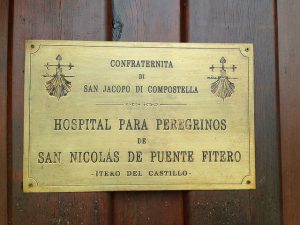 CONFRATERNITA
DI
SAN JACOPO DI COMPOSTELLA
HOSPITAL PARA PEREGRINOS
DE
SAN NICOLÁS DE PUENTE FITERO
-ITERO DEL CASTILLO-